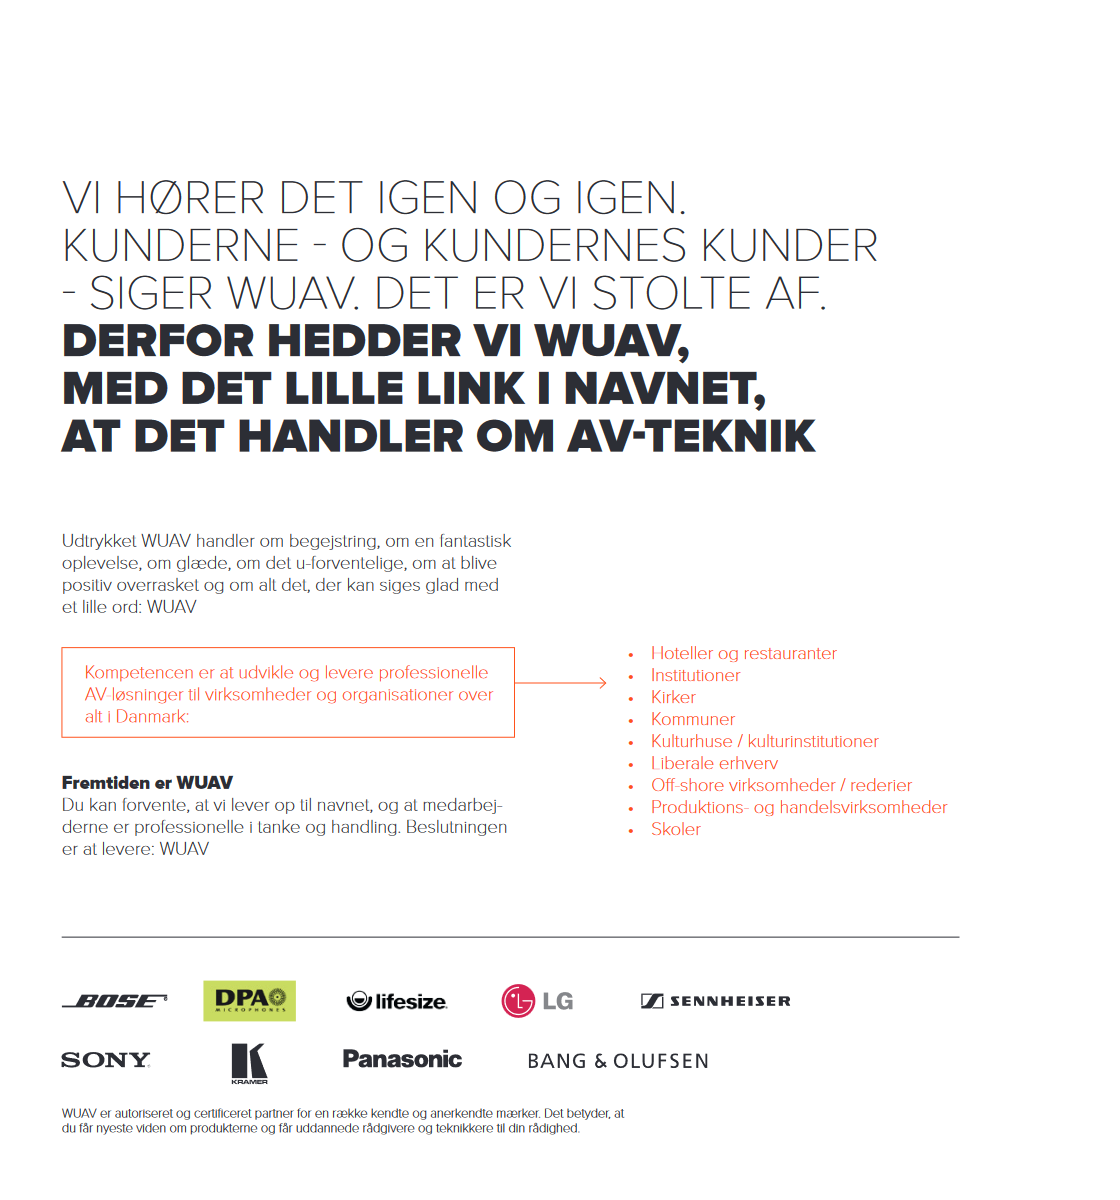 VI HØRER DET IGEN OG IGEN.
KUNDERNE - OG KUNDERNES KUNDER
- SIGER WUAV. DET ER VI STOLTE AF.
DERFOR HEDDER VI WUAV,
MED DET LILLE LINK I NAVNET,
AT DET HANDLER OM AV-TEKNIK
Udtrykket WUAV handler om begejstring, om en fantastisk
oplevelse, om glæde, om det u-forventelige, om at blive
positiv overrasket og om alt det, der kan siges glad med
et lille ord: WUAV
Kompetencen er at udvikle og levere professionelle
AV-løsninger til virksomheder og organisationer over
alt i Danmark:
• Hoteller og restauranter
• Institutioner
• Kirker
• Kommuner
• Kulturhuse / kulturinstitutioner
• Liberale erhverv
• Off-shore virksomheder / rederier
• Produktions- og handelsvirksomheder
• Skoler
Fremtiden er WUAV
Du kan forvente, at vi lever op til navnet, og at medarbej-
derne er professionelle i tanke og handling. Beslutningen
er at levere: WUAV
BOSE®
DPA
MICROPHONES
lifesize
LG
SENNHEISER
SONY
KRAMER
Panasonic
BANG & OLUFSEN
WUAV er autoriseret og certificeret partner for en række kendte og anerkendte mærker. Det betyder, at
du får nyeste viden om produkterne og får uddannede rådgivere og teknikkere til din rådighed.